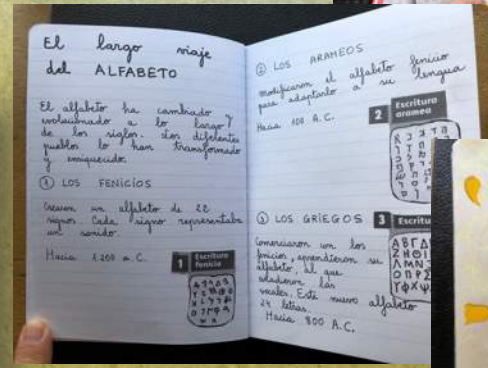 El largo viaje
del ALFABETO
El alfabeto ha cambiado y
evolucionado a lo largo
de los siglos. Los diferentes
pueblos lo han transformado
y enriquecido.
① LOS FENICIOS
Crearon un alfabeto de 22
signos. Cada signo representaba
un sonido.
Hacia 1200 a C.
1 Escritura
fenicia
② LOS ARAMEOS
modificaron el alfabeto fenicio
para adaptarlo a su lengua
Hacia A.C.
2 Escritura
aramea
③ LOS GRIEGOS
3 Escritu
Comerciaron con los
fenicios, aprendieron su
alfabeto, al que
añadieron las
vocales. Este nuevo alfabeto
24 letras.
Hacia 800 A.C.